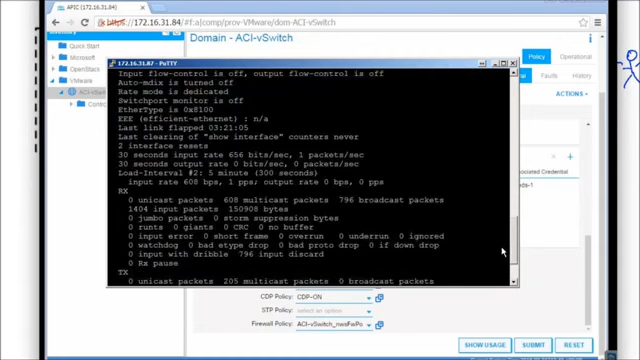 APIC (172.16.31.84)
https://172.16.31.84/#f:a|comp/prov-VMware/dom-ACI-vSwitch
Quick Start
Microsoft
OpenStack
VMware
ACI-vSwitch
Domain - ACI-vSwitch
Policy
Operational
Faults
History
ACTIONS
172.16.31.87 - PuTTY
Input flow-control is off, output flow-control is off
Auto-mdix is turned off
Rate mode is dedicated
Switchport monitor is off
EtherType is 0x8100
EEE (efficient-ethernet) : n/a
Last link flapped 03:21:05
Last clearing of "show interface" counters never
2 interface resets
30 seconds input rate 656 bits/sec, 1 packets/sec
30 seconds output rate 0 bits/sec, 0 packets/sec
Load-Interval #2: 5 minute (300 seconds)
input rate 608 bps, 1 pps; output rate 0 bps, 0 pps
RX
0 unicast packets 608 multicast packets 796 broadcast packets
1404 input packets 150908 bytes
0 jumbo packets 0 storm suppression bytes
0 runts 0 giants 0 CRC 0 no buffer
0 input error 0 short frame 0 overrun 0 underrun 0 ignored
0 watchdog 0 bad etype drop 0 bad proto drop 0 if down drop
0 input with dribble 796 input discard
0 Rx pause
TX
0 unicast packets 205 multicast packets 0 broadcast packets
Associated Credential
CDP Policy: CDP-ON
STP Policy: select an option
Firewall Policy: ACI-vSwitch_nwsFwPo
SHOW USAGE
SUBMIT
RESET